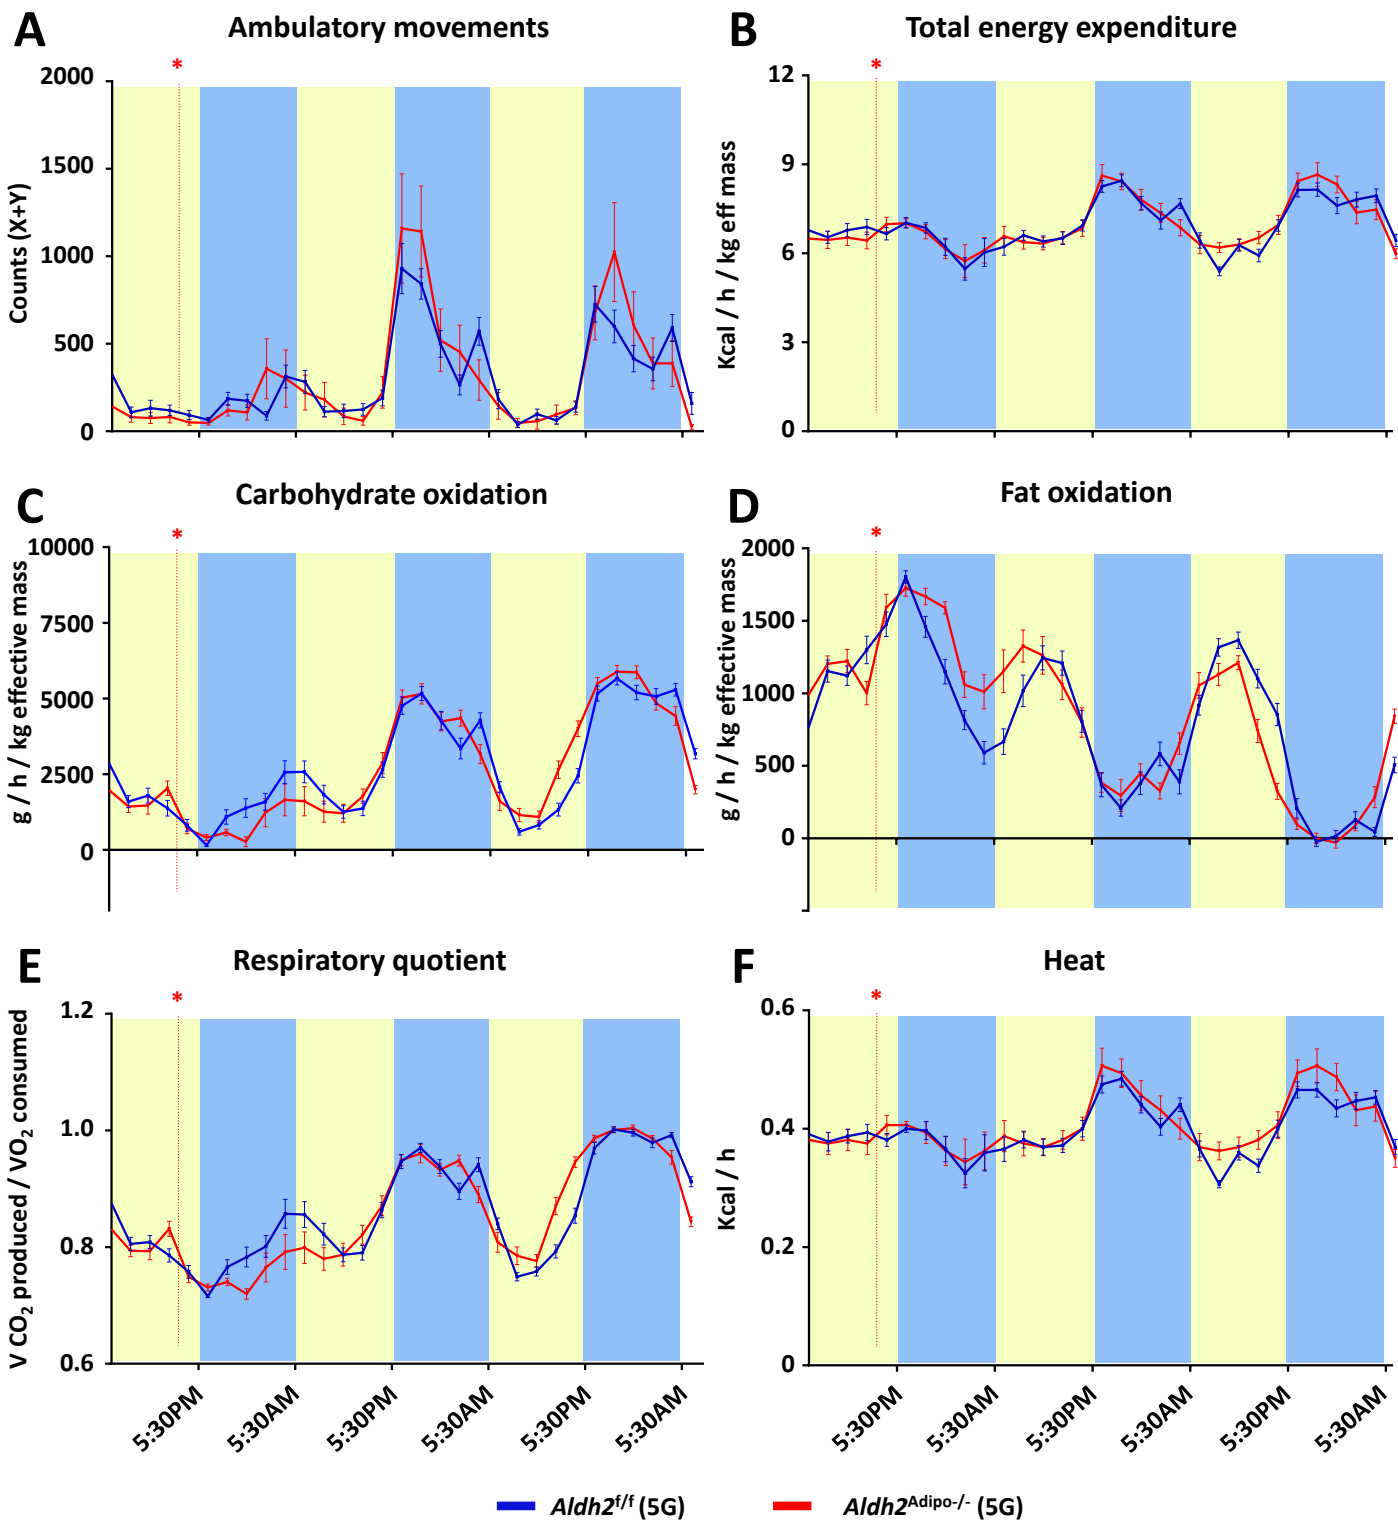 A Ambulatory movements
*
2000
1500
1000
500
0
Counts (X+Y)
B Total energy expenditure
*
12
9
6
3
0
Kcal / h / kg eff mass
C Carbohydrate oxidation
*
10000
7500
5000
2500
0
g / h / kg effective mass
D Fat oxidation
*
2000
1500
1000
500
0
g / h / kg effective mass
E Respiratory quotient
*
1.2
1.0
0.8
0.6
V CO₂ produced / VO₂ consumed
5:30PM 5:30AM 5:30PM 5:30AM 5:30PM 5:30AM
F Heat
*
0.6
0.4
0.2
0
Kcal / h
5:30PM 5:30AM 5:30PM 5:30AM 5:30PM 5:30AM
Aldh2f/f (5G) Aldh2Adipo-/- (5G)